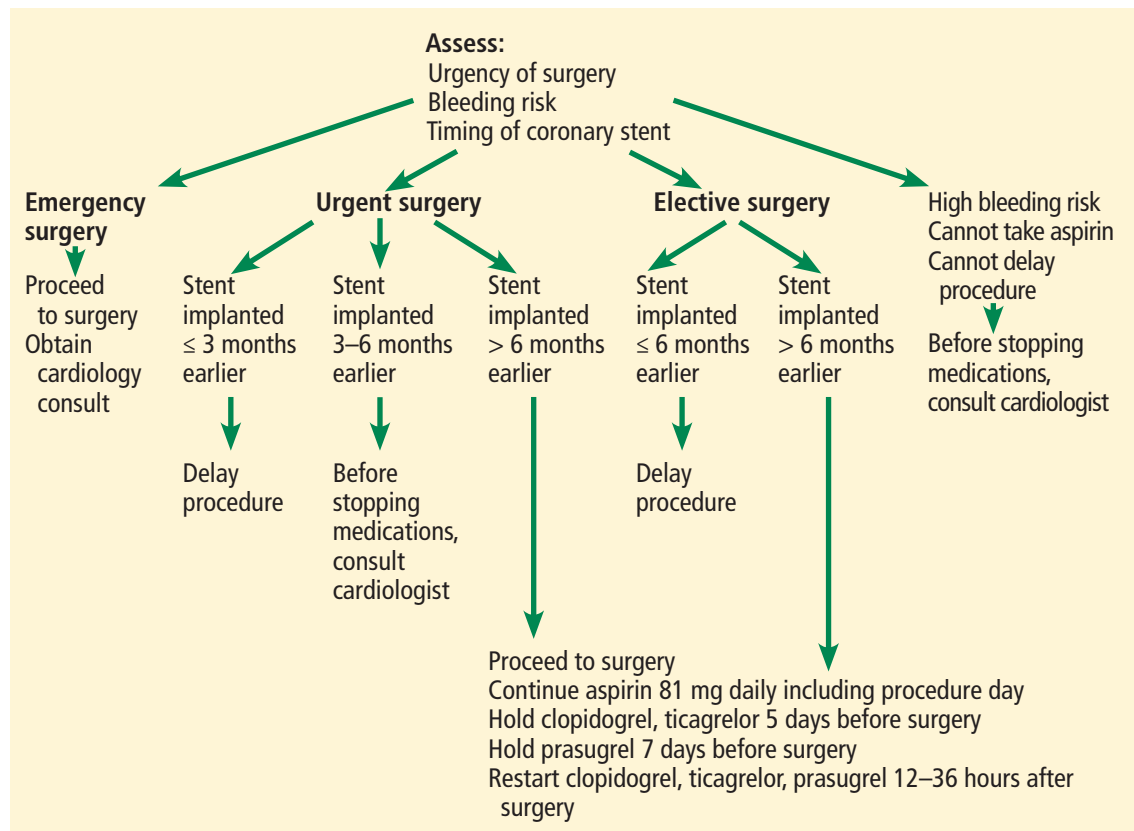 Assess:
Urgency of surgery
Bleeding risk
Timing of coronary stent
Emergency
surgery
Proceed
to surgery
Obtain
cardiology
consult
Urgent surgery
Stent
implanted
≤ 3 months
earlier
Delay
procedure
Stent
implanted
3–6 months
earlier
Before
stopping
medications,
consult
cardiologist
Stent
implanted
> 6 months
earlier
Elective surgery
Stent
implanted
≤ 6 months
earlier
Delay
procedure
Stent
implanted
> 6 months
earlier
Proceed to surgery
Continue aspirin 81 mg daily including procedure day
Hold clopidogrel, ticagrelor 5 days before surgery
Hold prasugrel 7 days before surgery
Restart clopidogrel, ticagrelor, prasugrel 12–36 hours after
surgery
High bleeding risk
Cannot take aspirin
Cannot delay
procedure
Before stopping
medications,
consult cardiologist